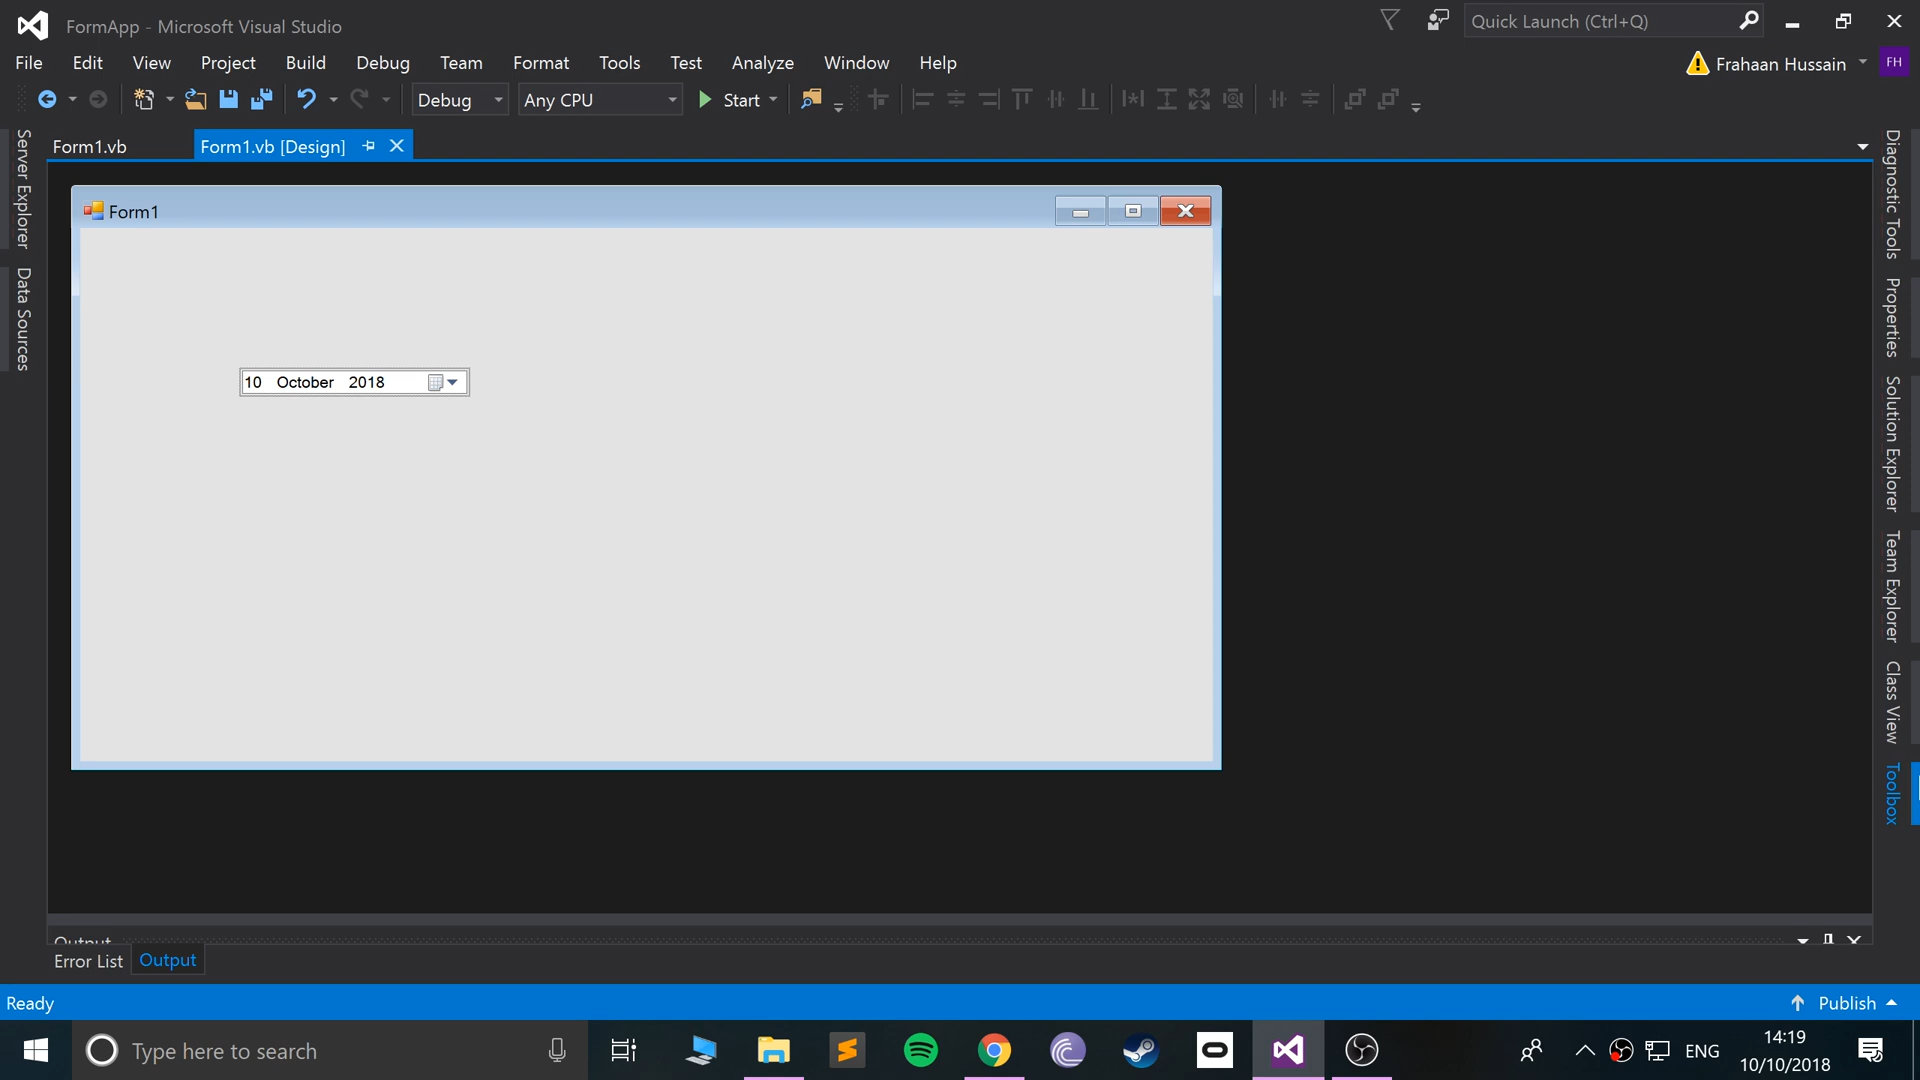 FormApp - Microsoft Visual Studio
Quick Launch (Ctrl+Q)
File Edit View Project Build Debug Team Format Tools Test Analyze Window Help
Frahaan Hussain
FH
Debug Any CPU Start
Form1.vb
Form1.vb [Design]
Server Explorer
Data Sources
Form1
10 October 2018
Diagnostic Tools
Properties
Solution Explorer
Team Explorer
Class View
Toolbox
Output
Error List
Output
Ready
Publish
Type here to search
ENG
14:19
10/10/2018